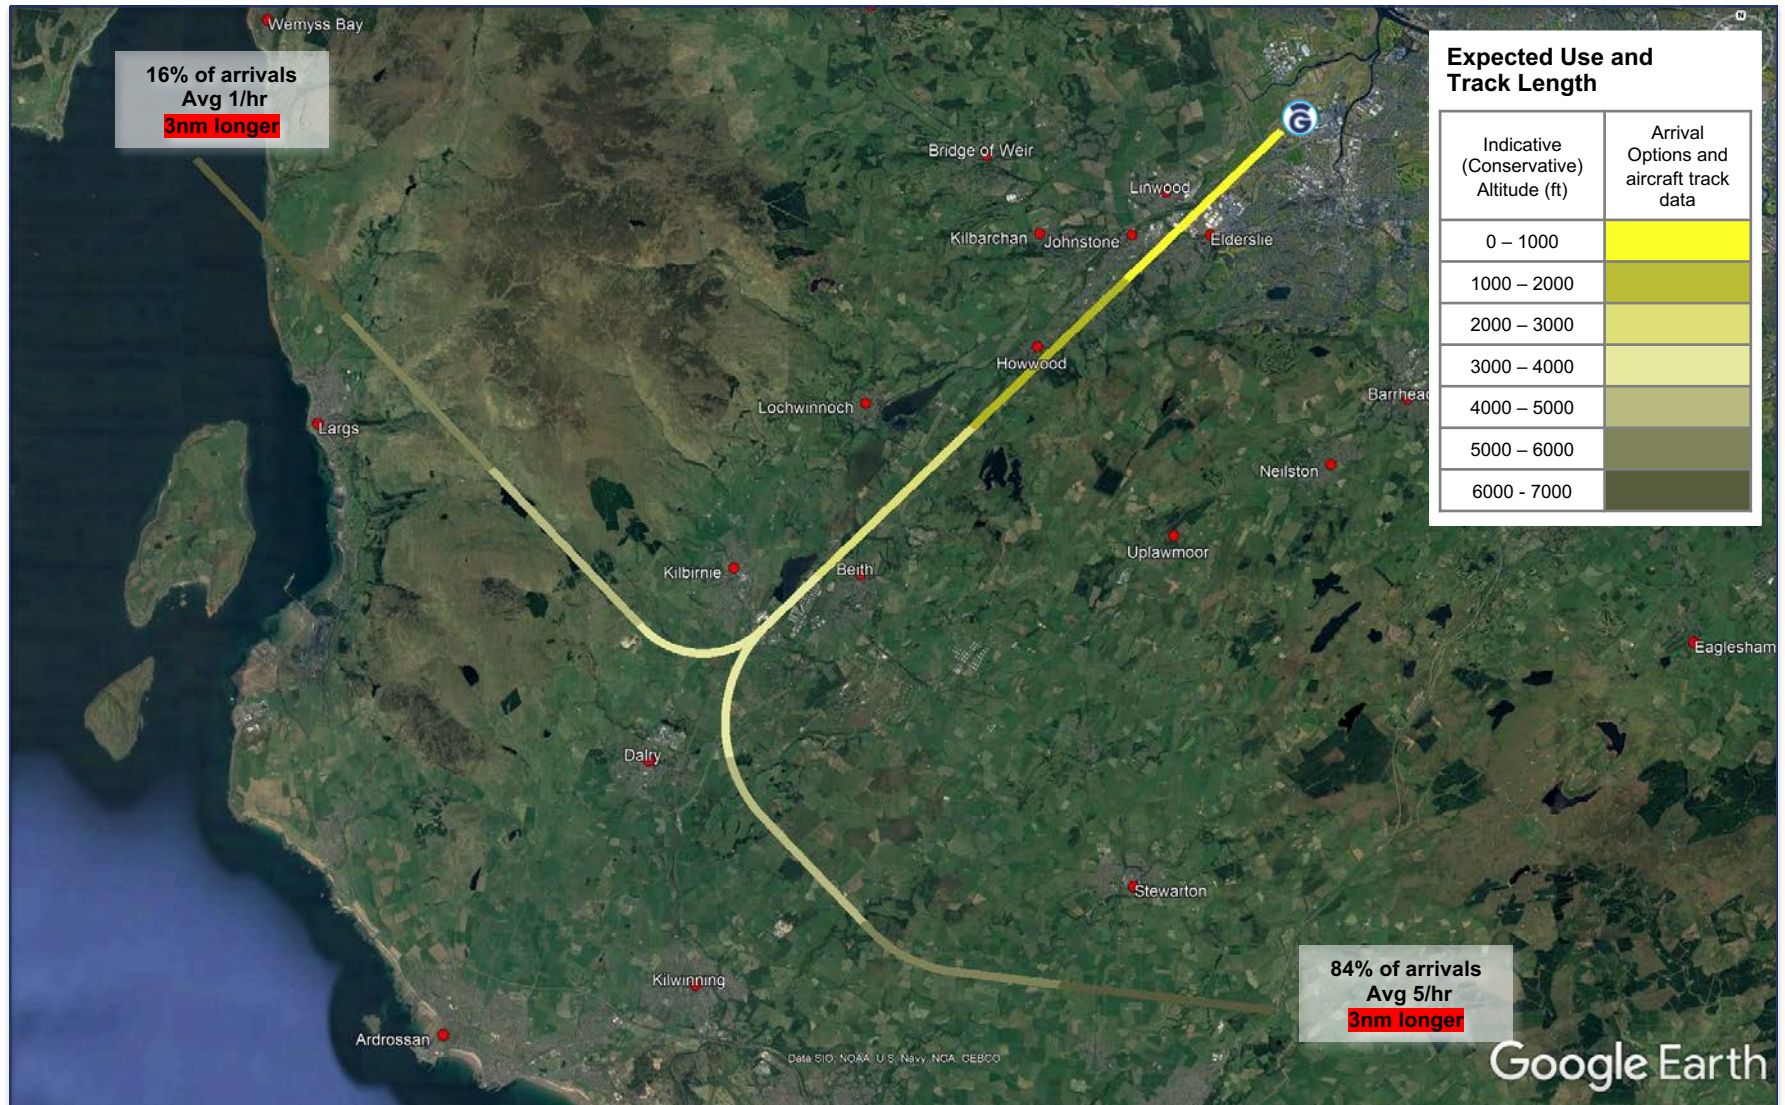 Wemyss Bay
16% of arrivals
Avg 1/hr
3nm longer
N
Expected Use and
Track Length
Indicative
(Conservative)
Altitude (ft)
Arrival
Options and
aircraft track
data
0 – 1000
1000 – 2000
2000 – 3000
3000 – 4000
4000 – 5000
5000 – 6000
6000 - 7000
G
Bridge of Weir
Linwood
Kilbarchan
Johnstone
Elderslie
Howwood
Lochwinnoch
Barrhead
Largs
Neilston
Uplawmoor
Kilbirnie
Beith
Eaglesham
Dalry
Stewarton
Kilwinning
Ardrossan
84% of arrivals
Avg 5/hr
3nm longer
Data SIO, NOAA, U.S. Navy, NGA, GEBCO
Google Earth